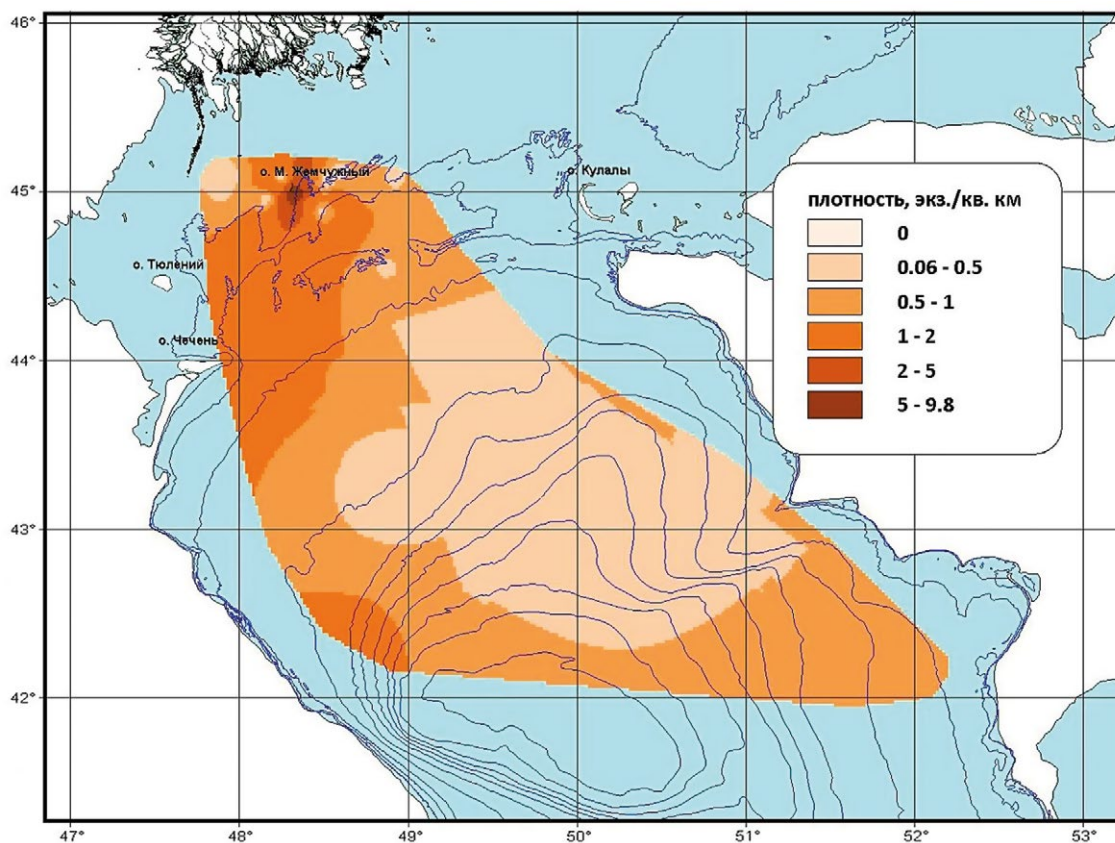 46°
о. М. Жемчужный
о. Кулалы
45°
плотность, экз./кв. км
0
0.06 - 0.5
о. Тюлений
0.5 - 1
1 - 2
о. Чечень
44°
2 - 5
5 - 9.8
43°
42°
47° 48° 49° 50° 51° 52° 53°